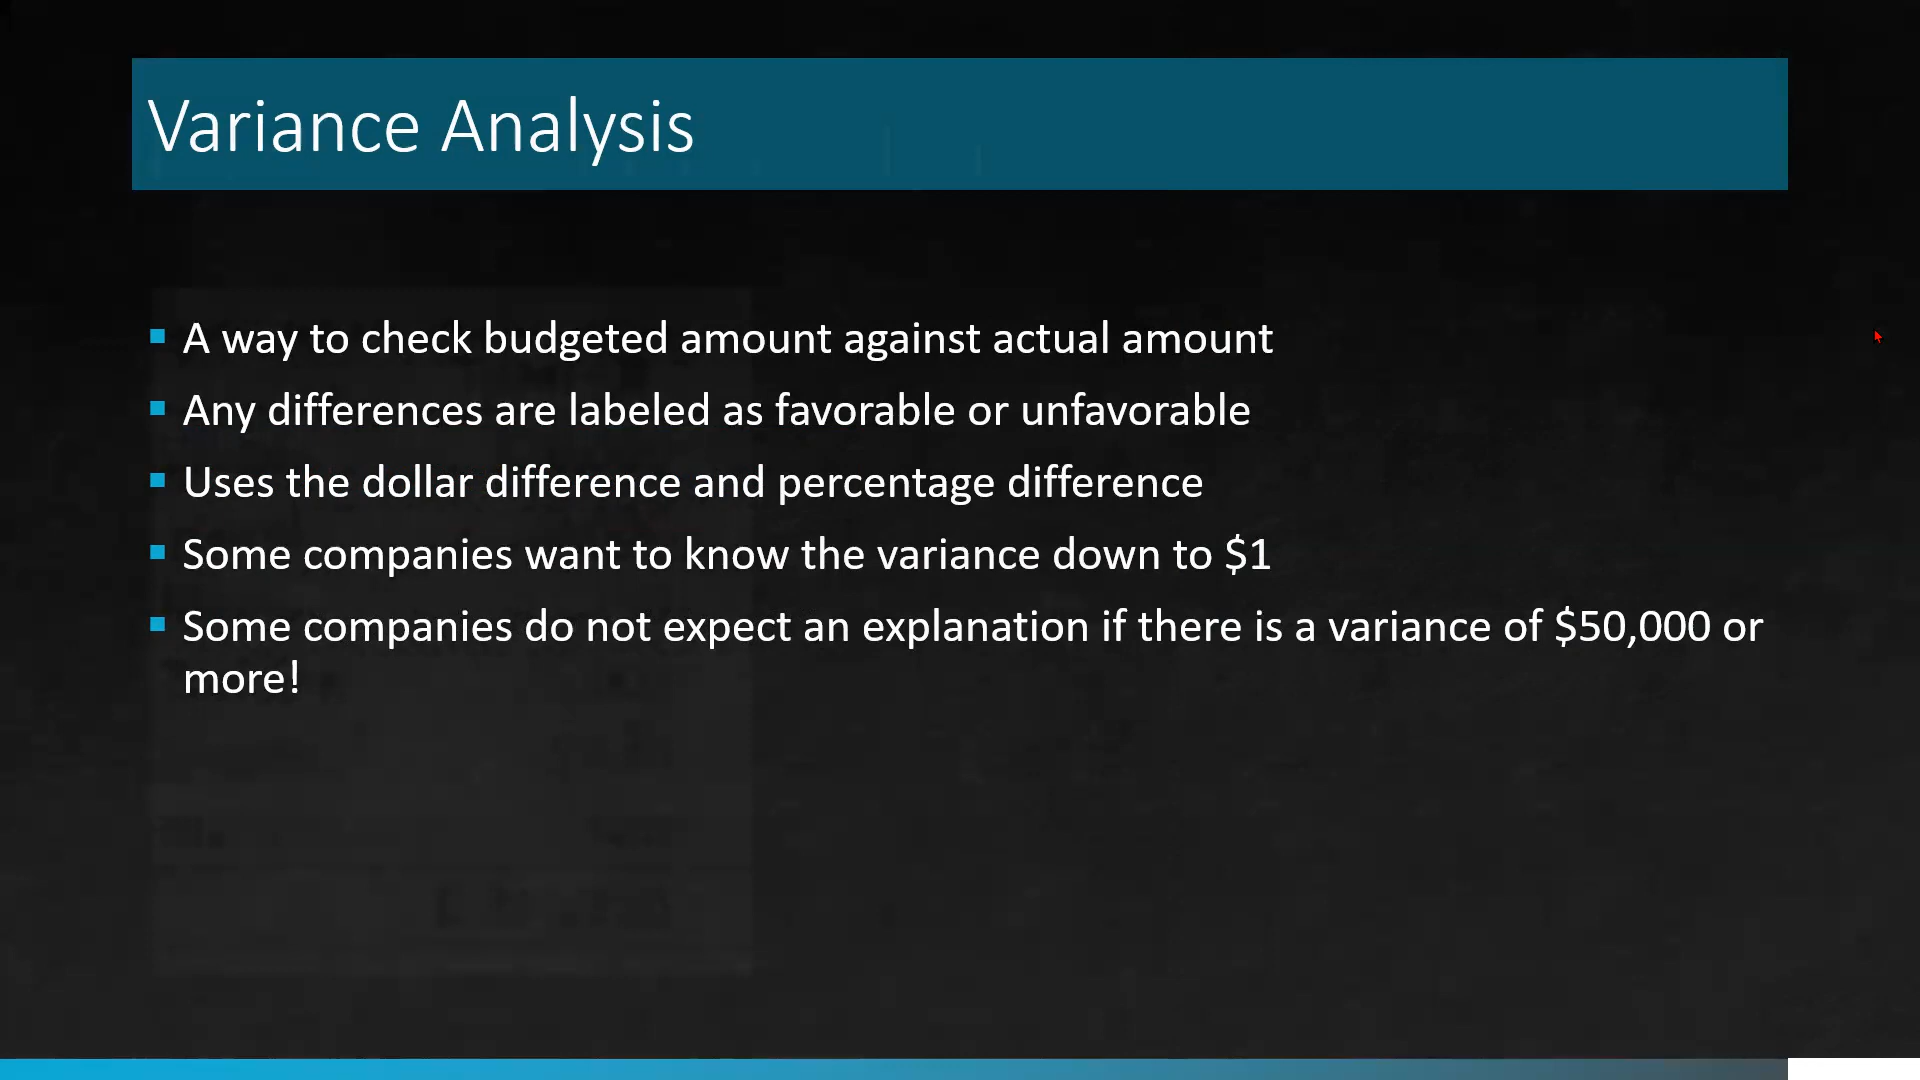 Variance Analysis
A way to check budgeted amount against actual amount
Any differences are labeled as favorable or unfavorable
Uses the dollar difference and percentage difference
Some companies want to know the variance down to $1
Some companies do not expect an explanation if there is a variance of $50,000 or
more!